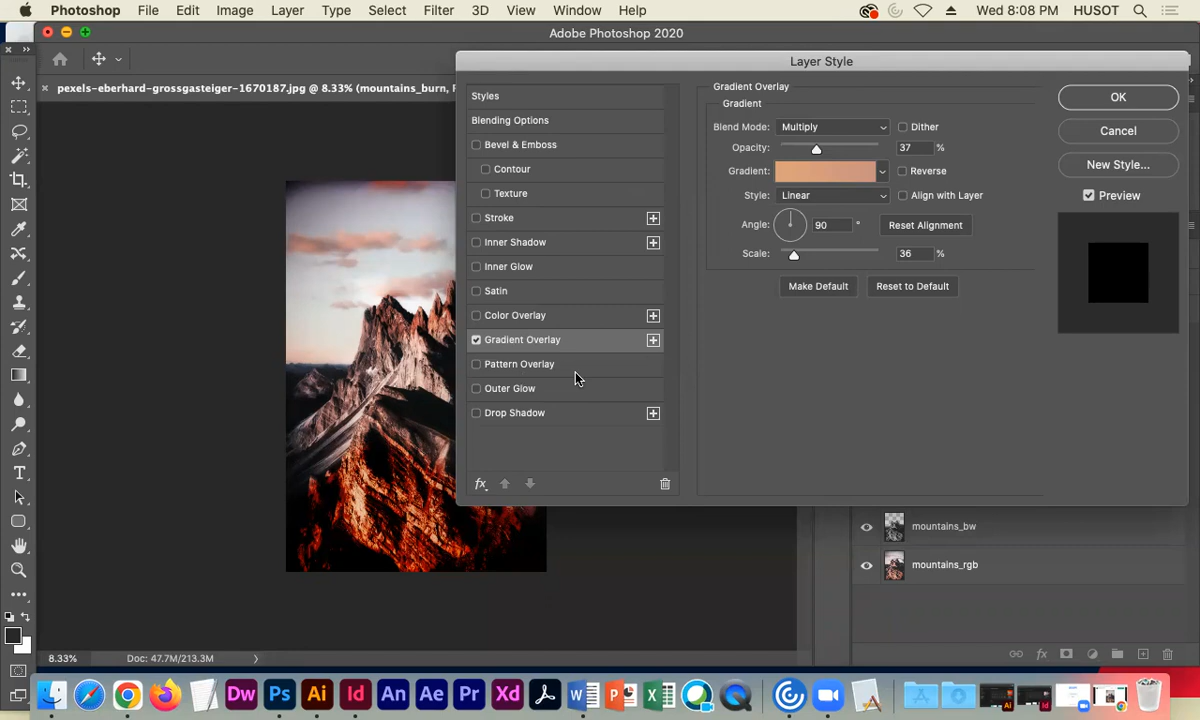 Photoshop File Edit Image Layer Type Select Filter 3D View Window Help Wed 8:08 PM HUSOT
Adobe Photoshop 2020
Layer Style
pexels-eberhard-grossgasteiger-1670187.jpg @ 8.33% (mountains_burn,
Styles
Blending Options
Bevel & Emboss
Contour
Texture
Stroke
Inner Shadow
Inner Glow
Satin
Color Overlay
Gradient Overlay
Pattern Overlay
Outer Glow
Drop Shadow
fx
Gradient Overlay
Gradient
Blend Mode: Multiply Dither
Opacity: 37 %
Gradient: Reverse
Style: Linear Align with Layer
Angle: 90 ° Reset Alignment
Scale: 36 %
Make Default Reset to Default
OK
Cancel
New Style...
Preview
mountains_bw
mountains_rgb
fx
8.33% Doc: 47.7M/213.3M
Dw Ps Ai Id An Ae Pr Xd W P X